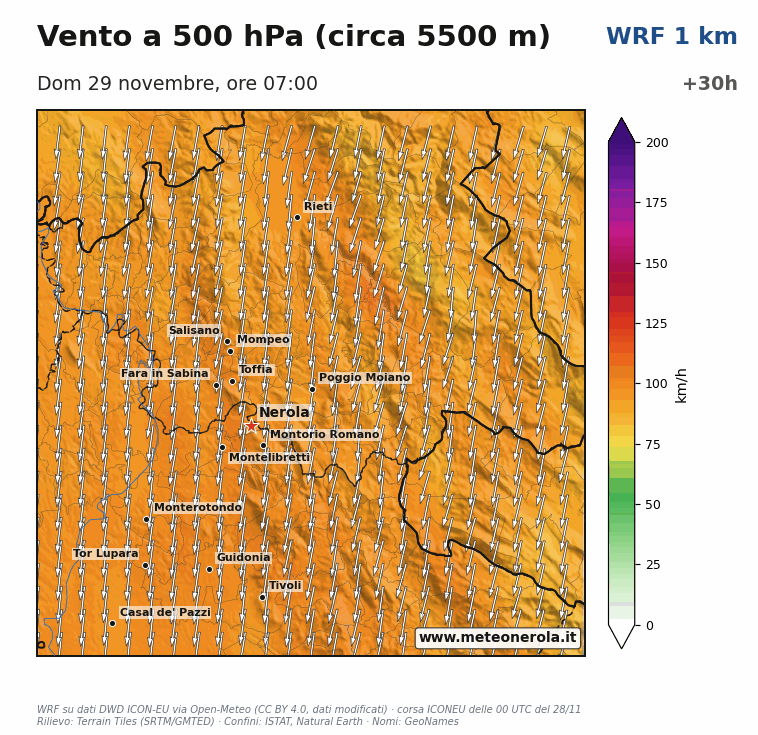 Vento a 500 hPa (circa 5500 m)
WRF 1 km
Dom 29 novembre, ore 07:00
+30h
Rieti
Salisano
Mompeo
Fara in Sabina
Toffia
Poggio Moiano
Nerola
Montorio Romano
Montelibretti
Monterotondo
Tor Lupara
Guidonia
Tivoli
Casal de' Pazzi
www.meteonerola.it
200
175
150
125
100
75
50
25
0
km/h
WRF su dati DWD ICON-EU via Open-Meteo (CC BY 4.0, dati modificati) · corsa ICONEU delle 00 UTC del 28/11
Rilievo: Terrain Tiles (SRTM/GMTED) · Confini: ISTAT, Natural Earth · Nomi: GeoNames